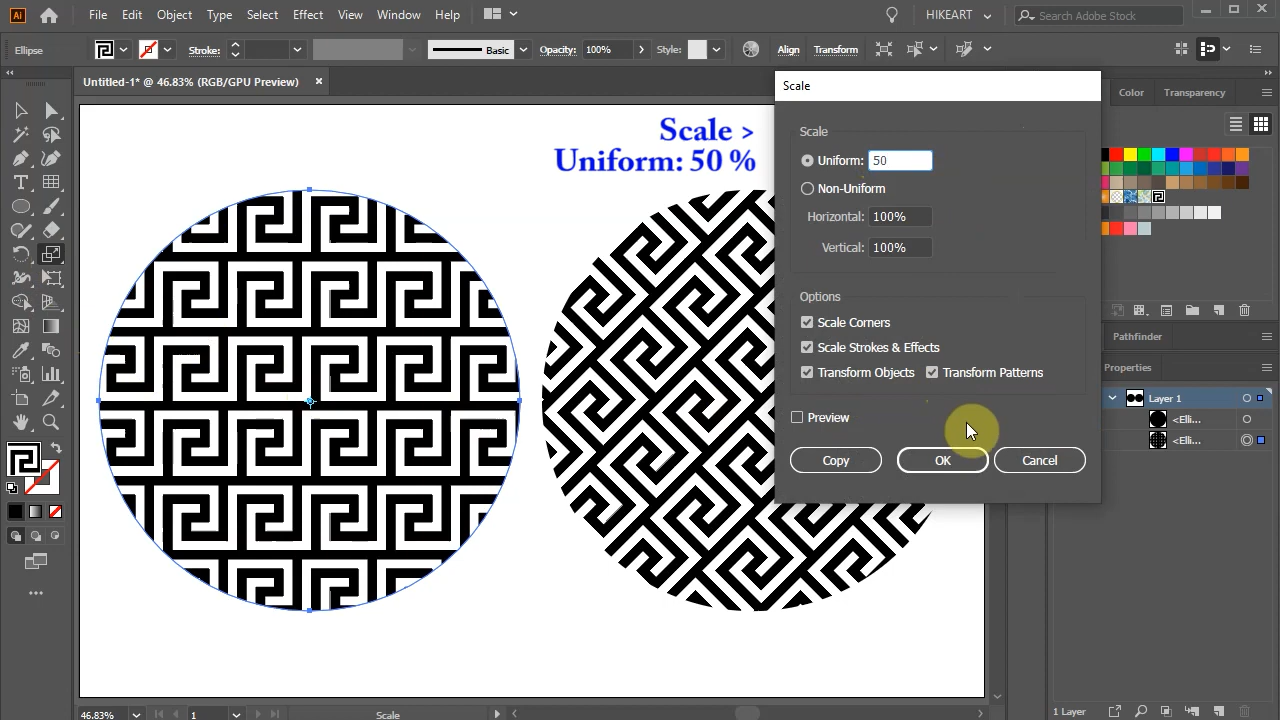 Ai File Edit Object Type Select Effect View Window Help HIKEART Search Adobe Stock
Ellipse Stroke: Basic Opacity: 100% Style: Align Transform
Untitled-1* @ 46.83% (RGB/GPU Preview) ×
Scale
Color Transparency
Scale >
Uniform: 50 %
Scale
Uniform: 50
Non-Uniform
Horizontal: 100%
Vertical: 100%
Options
Scale Corners
Scale Strokes & Effects
Transform Objects Transform Patterns
Preview
Copy OK Cancel
Pathfinder
Properties
Layer 1
<Elli...
<Elli...
46.83% 1 Scale
1 Layer